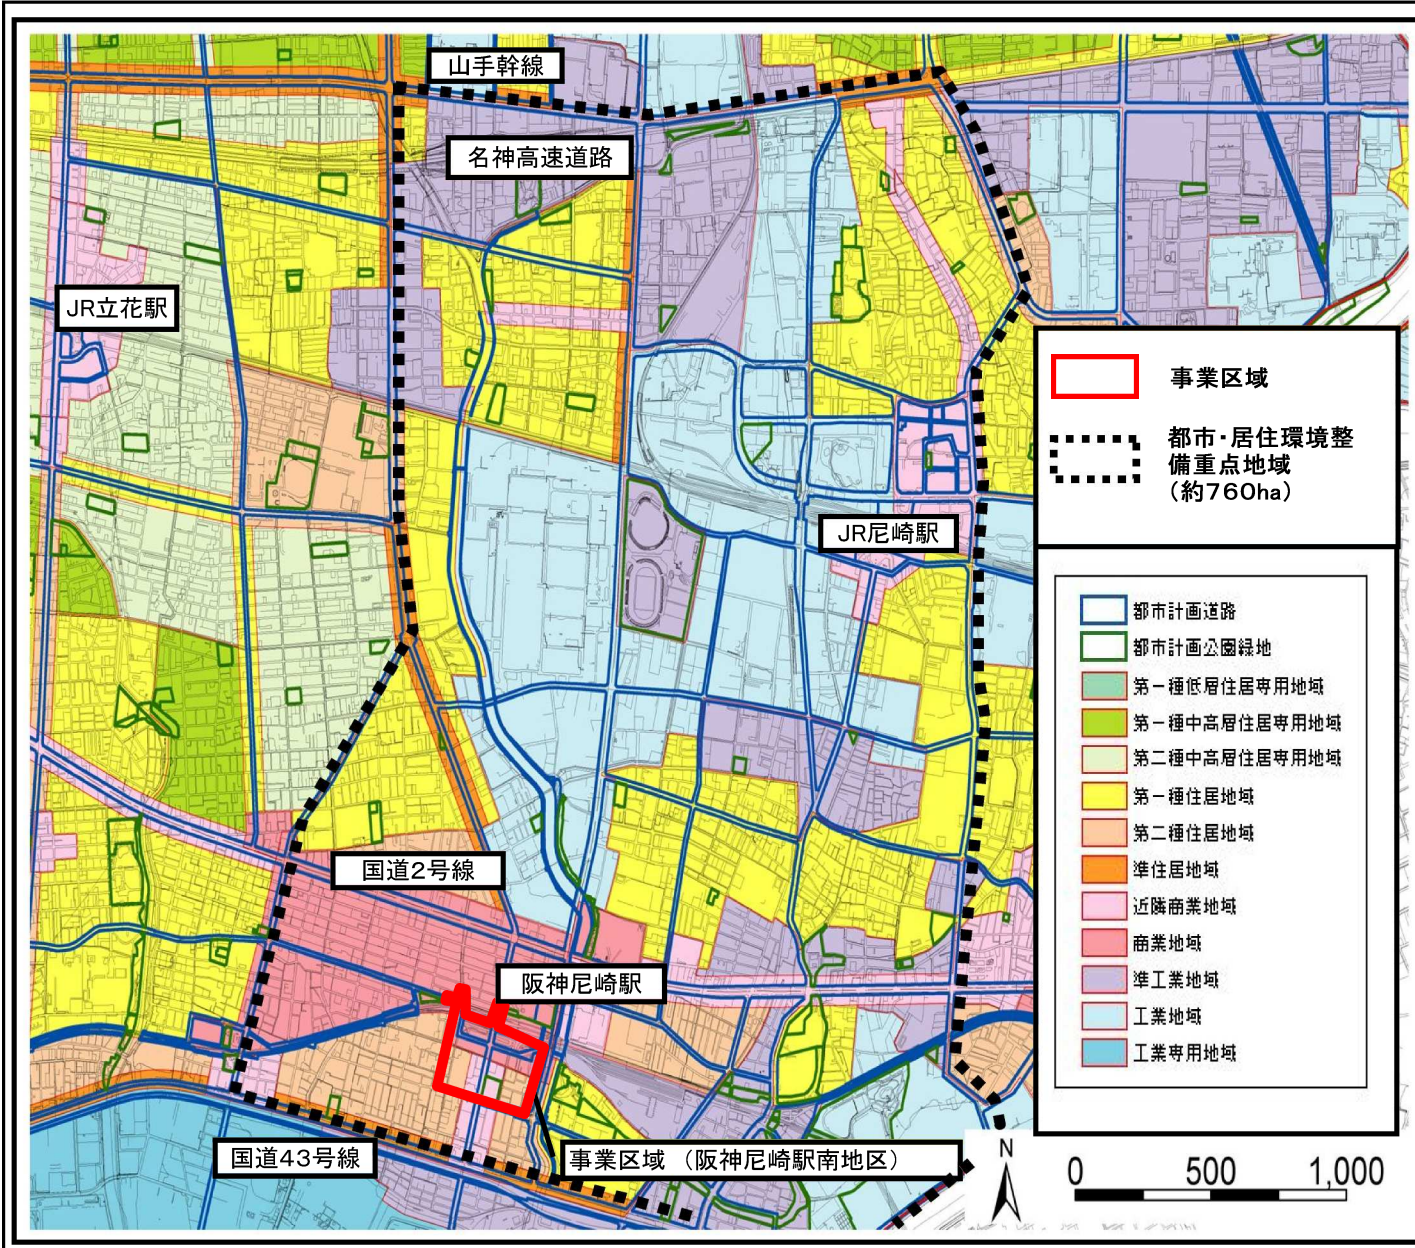 山手幹線
名神高速道路
JR立花駅
事業区域
都市・居住環境整
備重点地域
（約760ha）
JR尼崎駅
都市計画道路
都市計画公園緑地
第一種低層住居専用地域
第一種中高層住居専用地域
第二種中高層住居専用地域
第一種住居地域
第二種住居地域
準住居地域
近隣商業地域
商業地域
準工業地域
工業地域
工業専用地域
国道2号線
阪神尼崎駅
国道43号線
事業区域 （阪神尼崎駅南地区）
N
0 500 1,000